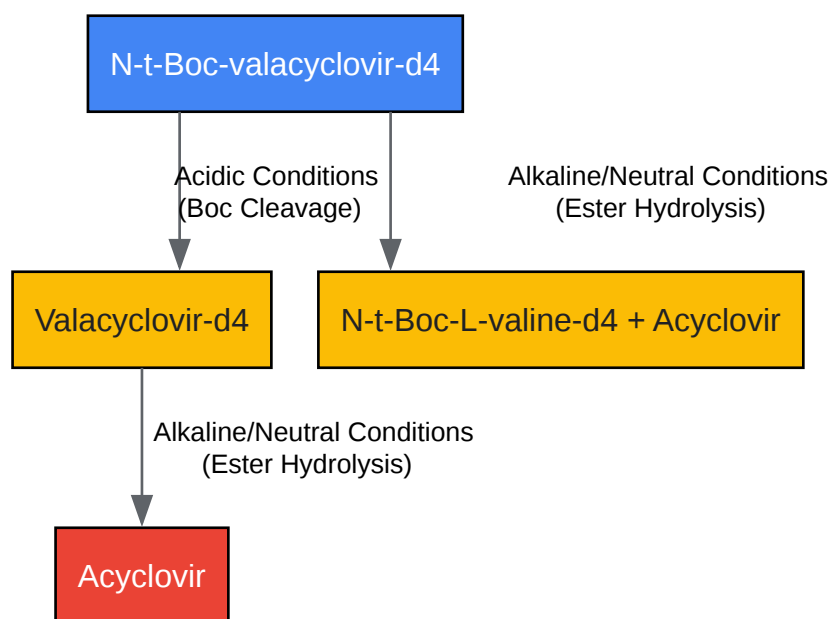 N-t-Boc-valacyclovir-d4
Acidic Conditions
(Boc Cleavage)
Alkaline/Neutral Conditions
(Ester Hydrolysis)
Valacyclovir-d4
N-t-Boc-L-valine-d4 + Acyclovir
Alkaline/Neutral Conditions
(Ester Hydrolysis)
Acyclovir